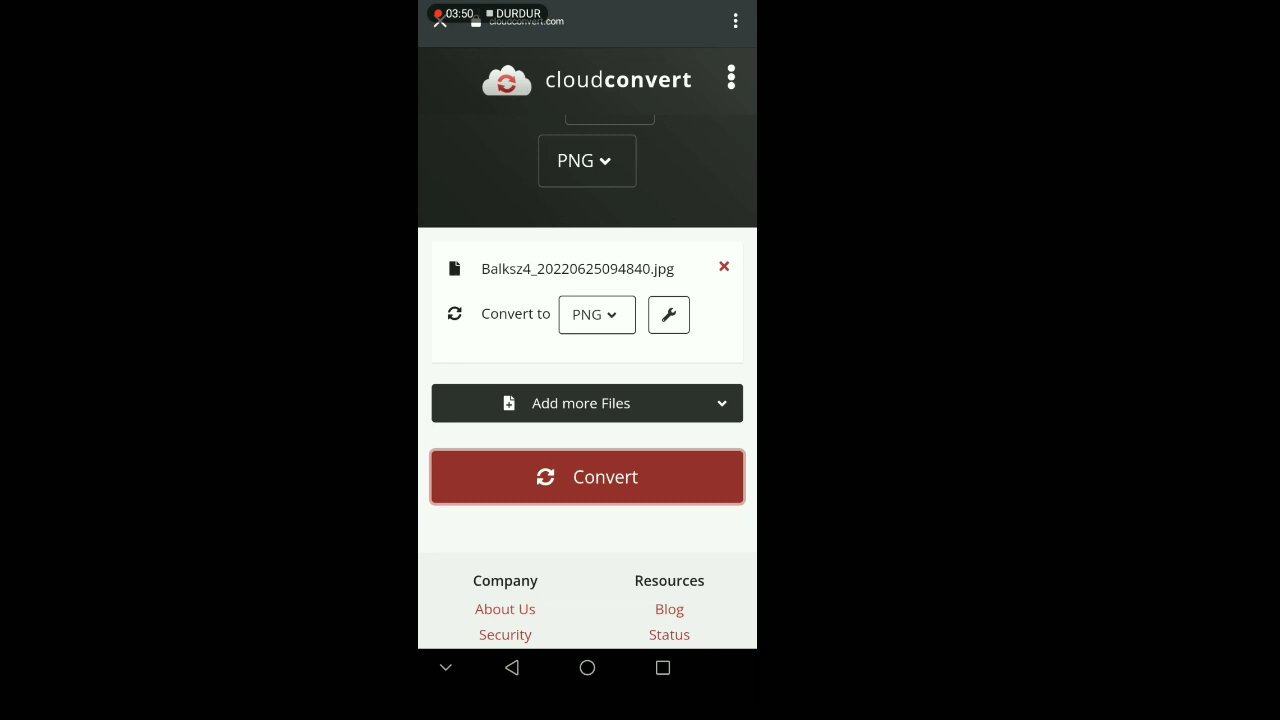 03:50 DURDUR
cloudconvert.com
cloudconvert
PNG
Balksz4_20220625094840.jpg
Convert to PNG
Add more Files
Convert
Company Resources
About Us Blog
Security Status